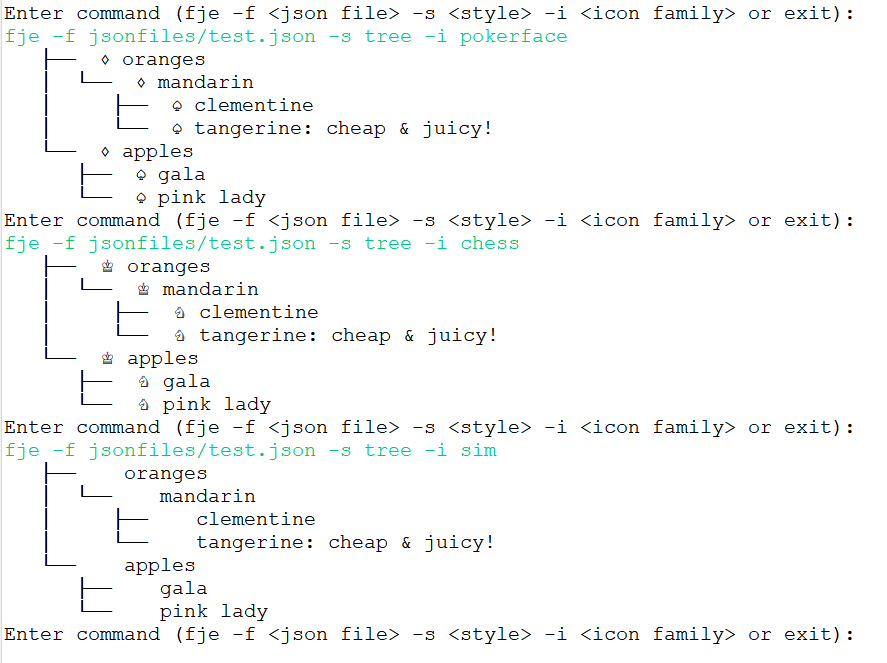 Enter command (fje -f <json file> -s <style> -i <icon family> or exit):
fje -f jsonfiles/test.json -s tree -i pokerface
├── ♢ oranges
│  └── ♢ mandarin
│     ├── ♤ clementine
│     └── ♤ tangerine: cheap & juicy!
└── ♢ apples
   ├── ♤ gala
   └── ♤ pink lady
Enter command (fje -f <json file> -s <style> -i <icon family> or exit):
fje -f jsonfiles/test.json -s tree -i chess
├── ♔ oranges
│  └── ♔ mandarin
│     ├── ♘ clementine
│     └── ♘ tangerine: cheap & juicy!
└── ♔ apples
   ├── ♘ gala
   └── ♘ pink lady
Enter command (fje -f <json file> -s <style> -i <icon family> or exit):
fje -f jsonfiles/test.json -s tree -i sim
├──   oranges
│  └──   mandarin
│     ├──   clementine
│     └──   tangerine: cheap & juicy!
└──   apples
   ├──   gala
   └──   pink lady
Enter command (fje -f <json file> -s <style> -i <icon family> or exit):